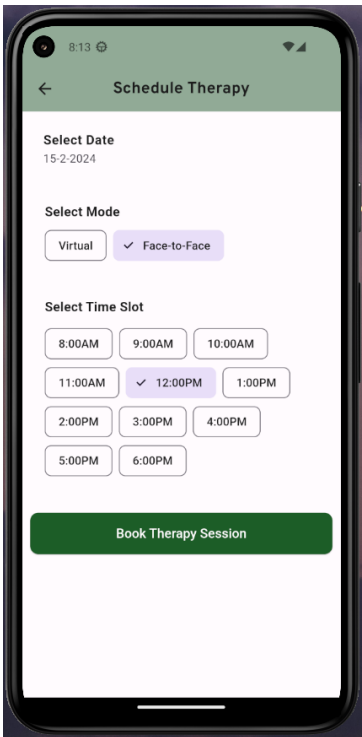 8:13
Schedule Therapy
Select Date
15-2-2024
Select Mode
Virtual Face-to-Face
Select Time Slot
8:00AM 9:00AM 10:00AM
11:00AM 12:00PM 1:00PM
2:00PM 3:00PM 4:00PM
5:00PM 6:00PM
Book Therapy Session